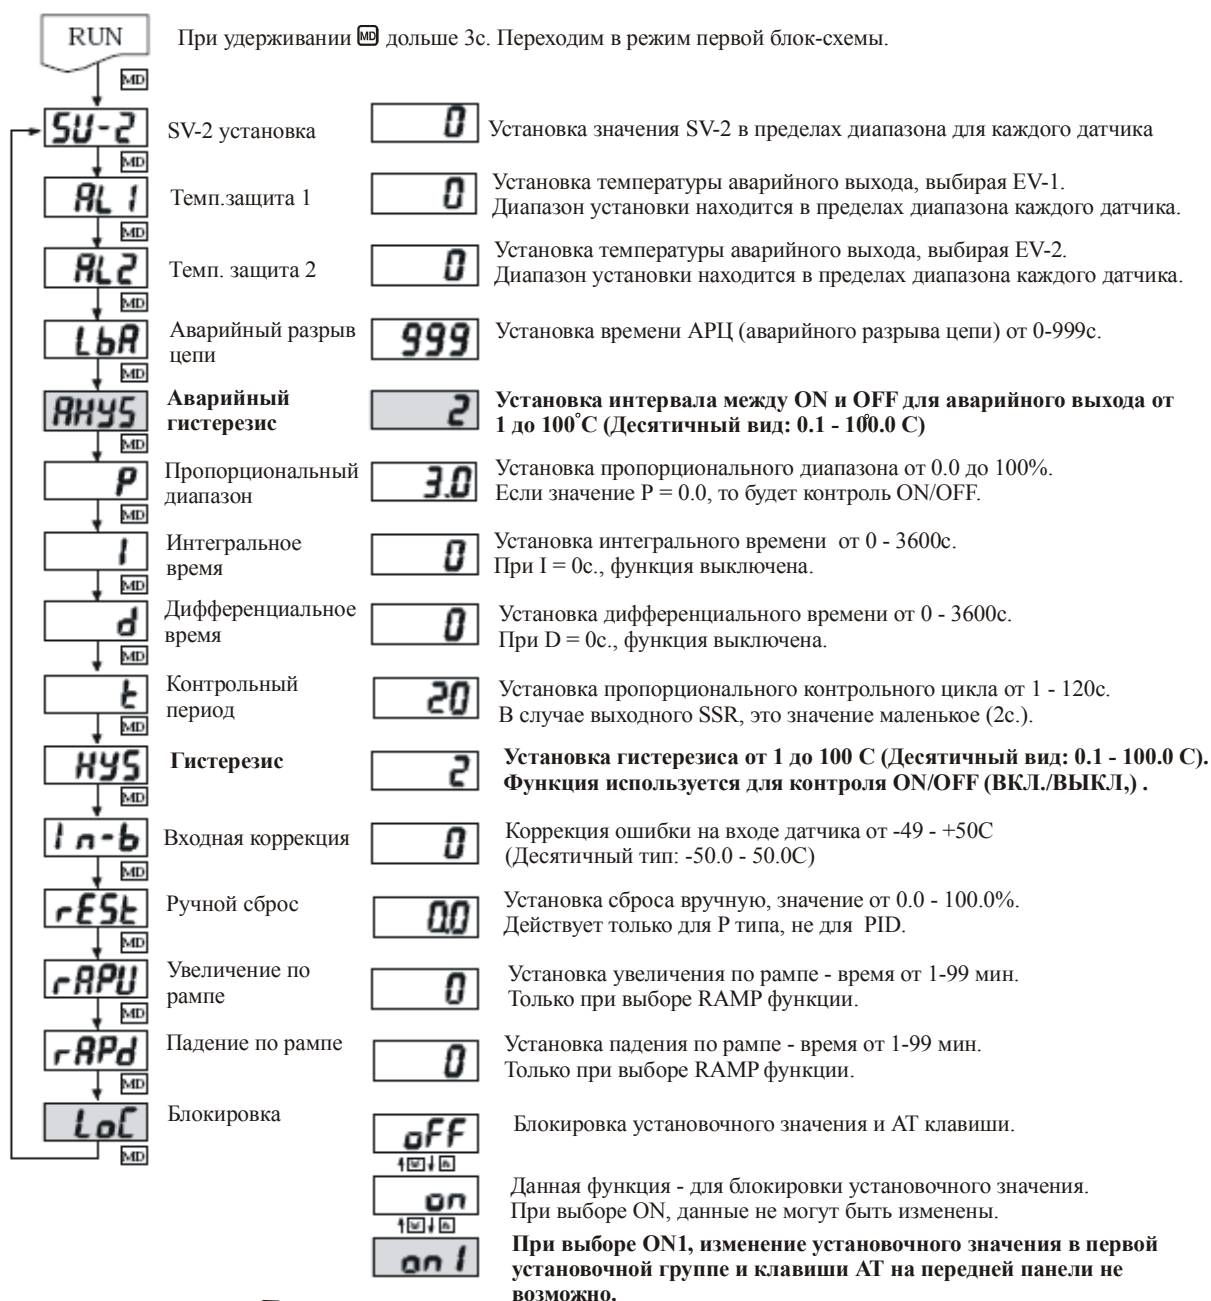 RUN
При удерживании MD дольше 3с. Переходим в режим первой блок-схемы.
MD
SU-2 SV-2 установка 0 Установка значения SV-2 в пределах диапазона для каждого датчика
MD
AL1 Темп.защита 1 0 Установка температуры аварийного выхода, выбирая EV-1.
Диапазон установки находится в пределах диапазона каждого датчика.
MD
AL2 Темп. защита 2 0 Установка температуры аварийного выхода, выбирая EV-2.
Диапазон установки находится в пределах диапазона каждого датчика.
MD
LbA Аварийный разрыв 999 Установка времени АРЦ (аварийного разрыва цепи) от 0-999с.
цепи
MD
AHYS Аварийный 2 Установка интервала между ON и OFF для аварийного выхода от
гистерезис 1 до 100°С (Десятичный вид: 0.1 - 100.0°С)
MD
P Пропорциональный 3.0 Установка пропорционального диапазона от 0.0 до 100%.
диапазон Если значение P = 0.0, то будет контроль ON/OFF.
MD
I Интегральное 0 Установка интегрального времени от 0 - 3600с.
время При I = 0с., функция выключена.
MD
d Дифференциальное 0 Установка дифференциального времени от 0 - 3600с.
время При D = 0с., функция выключена.
MD
t Контрольный 20 Установка пропорционального контрольного цикла от 1 - 120с.
период В случае выходного SSR, это значение маленькое (2с.).
MD
HYS Гистерезис 2 Установка гистерезиса от 1 до 100 С (Десятичный вид: 0.1 - 100.0 С).
Функция используется для контроля ON/OFF (ВКЛ./ВЫКЛ,) .
MD
In-b Входная коррекция 0 Коррекция ошибки на входе датчика от -49 - +50С
(Десятичный тип: -50.0 - 50.0С)
MD
rESt Ручной сброс 0.0 Установка сброса вручную, значение от 0.0 - 100.0%.
Действует только для P типа, не для PID.
MD
rAPU Увеличение по 0 Установка увеличения по рампе - время от 1-99 мин.
рампе Только при выборе RAMP функции.
MD
rAPd Падение по рампе 0 Установка падения по рампе - время от 1-99 мин.
Только при выборе RAMP функции.
MD
LoC Блокировка oFF Блокировка установочного значения и АТ клавиши.
MD
on Данная функция - для блокировки установочного значения.
При выборе ON, данные не могут быть изменены.
on1 При выборе ON1, изменение установочного значения в первой
установочной группе и клавиши АТ на передней панели не
возможно.